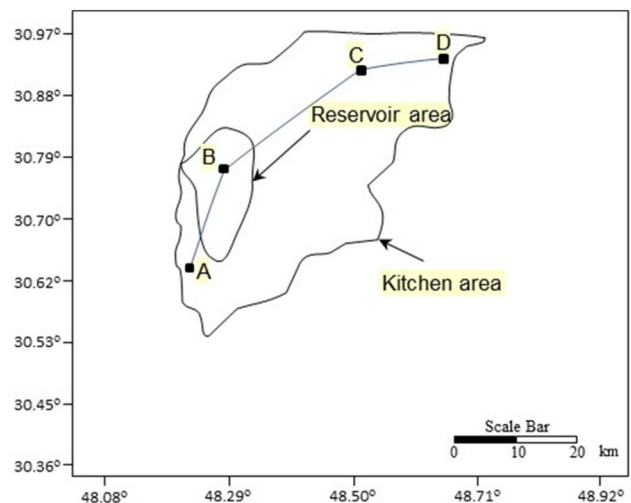 30.97°
30.88°
30.79°
30.70°
30.62°
30.53°
30.45°
30.36°
C
D
Reservoir area
B
A
Kitchen area
Scale Bar
0 10 20 km
48.08° 48.29° 48.50° 48.71° 48.92°